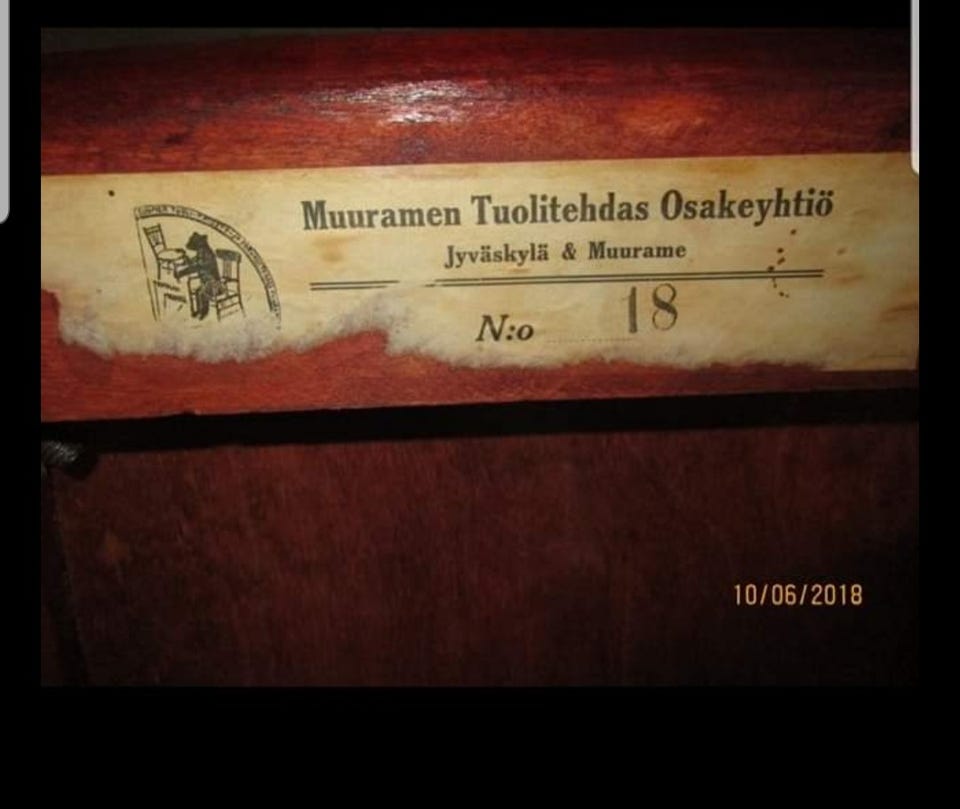 Muuramen Tuolitehdas Osakeyhtiö
Jyväskylä & Muurame
N:o 18
10/06/2018